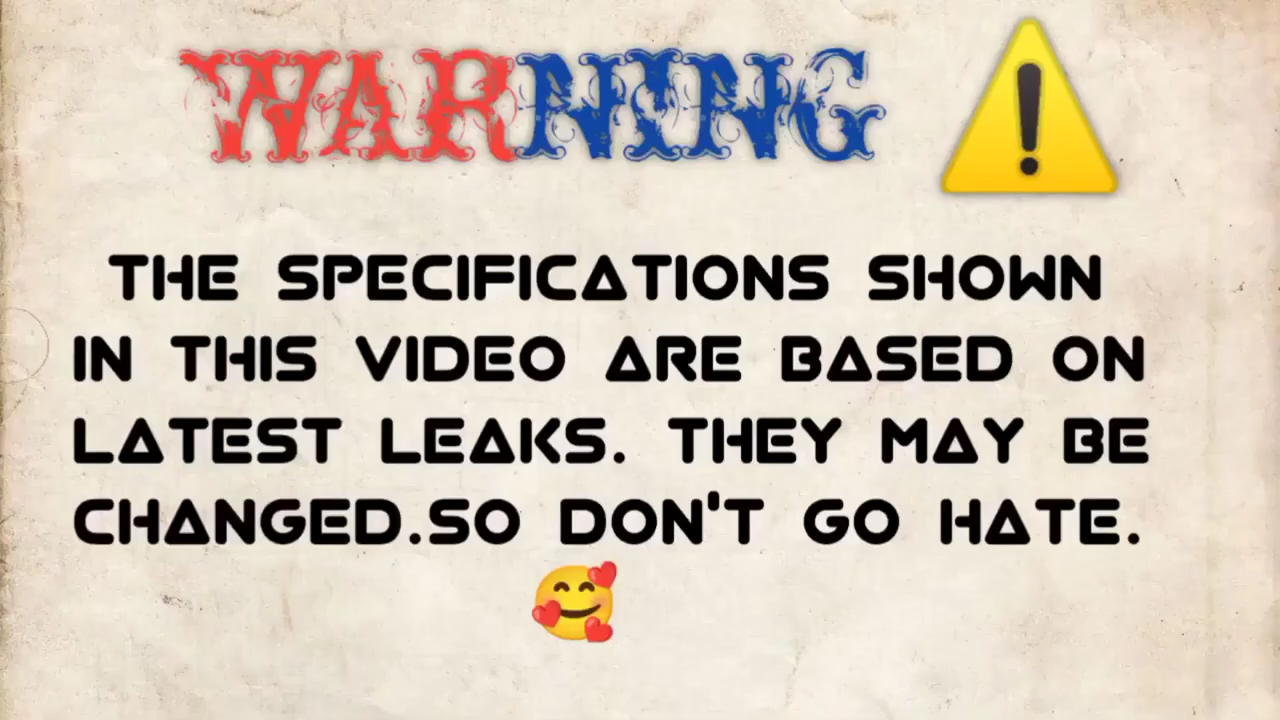 WARNING
THE SPECIFICATIONS SHOWN
IN THIS VIDEO ARE BASED ON
LATEST LEAKS. THEY MAY BE
CHANGED.SO DON'T GO HATE.